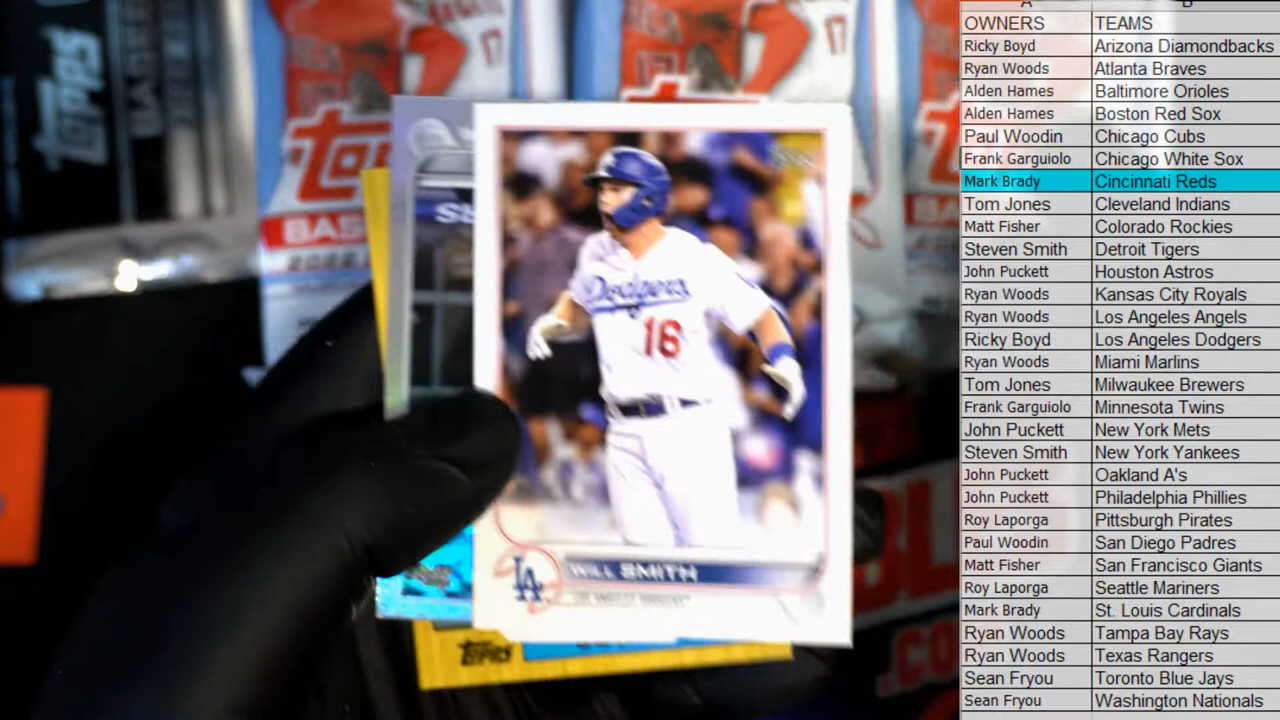 A B
OWNERS TEAMS
Ricky Boyd Arizona Diamondbacks
Ryan Woods Atlanta Braves
Alden Hames Baltimore Orioles
Alden Hames Boston Red Sox
Paul Woodin Chicago Cubs
Frank Garguiolo Chicago White Sox
Mark Brady Cincinnati Reds
Tom Jones Cleveland Indians
Matt Fisher Colorado Rockies
Steven Smith Detroit Tigers
John Puckett Houston Astros
Ryan Woods Kansas City Royals
Ryan Woods Los Angeles Angels
Ricky Boyd Los Angeles Dodgers
Ryan Woods Miami Marlins
Tom Jones Milwaukee Brewers
Frank Garguiolo Minnesota Twins
John Puckett New York Mets
Steven Smith New York Yankees
John Puckett Oakland A's
John Puckett Philadelphia Phillies
Roy Laporga Pittsburgh Pirates
Paul Woodin San Diego Padres
Matt Fisher San Francisco Giants
Roy Laporga Seattle Mariners
Mark Brady St. Louis Cardinals
Ryan Woods Tampa Bay Rays
Ryan Woods Texas Rangers
Sean Fryou Toronto Blue Jays
Sean Fryou Washington Nationals
TOPPS
17
17
2022
Dodgers
16
LA
WILL SMITH
TOPPS
.CO